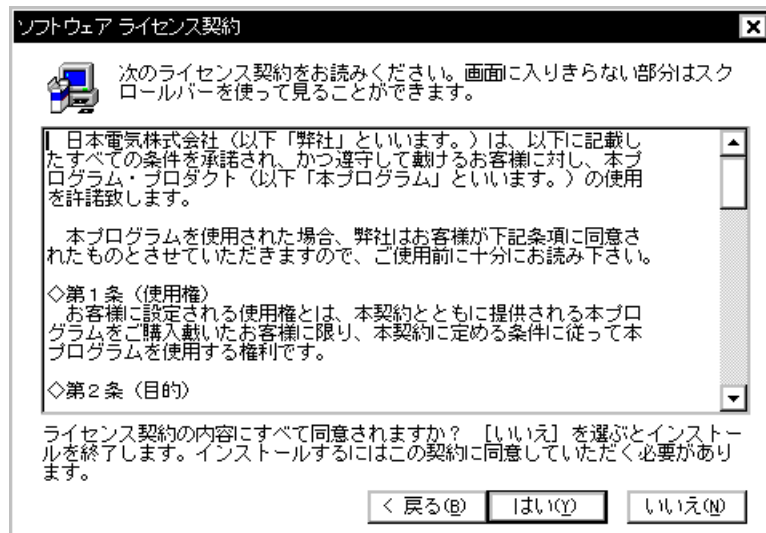 ソフトウェア ライセンス契約
次のライセンス契約をお読みください。画面に入りきらない部分はスク
ロールバーを使って見ることができます。
日本電気株式会社（以下「弊社」といいます。）は、以下に記載し
たすべての条件を承諾され、かつ遵守して戴けるお客様に対し、本プ
ログラム・プロダクト（以下「本プログラム」といいます。）の使用
を許諾致します。
本プログラムを使用された場合、弊社はお客様が下記条項に同意さ
れたものとさせていただきますので、ご使用前に十分にお読み下さい。
◇第１条（使用権）
お客様に設定される使用権とは、本契約とともに提供される本プロ
グラムをご購入戴いたお客様に限り、本契約に定める条件に従って本
プログラムを使用する権利です。
◇第２条（目的）
ライセンス契約の内容にすべて同意されますか？ ［いいえ］を選ぶとインストー
ルを終了します。インストールするにはこの契約に同意していただく必要があり
ます。
< 戻る(B) はい(Y) いいえ(N)